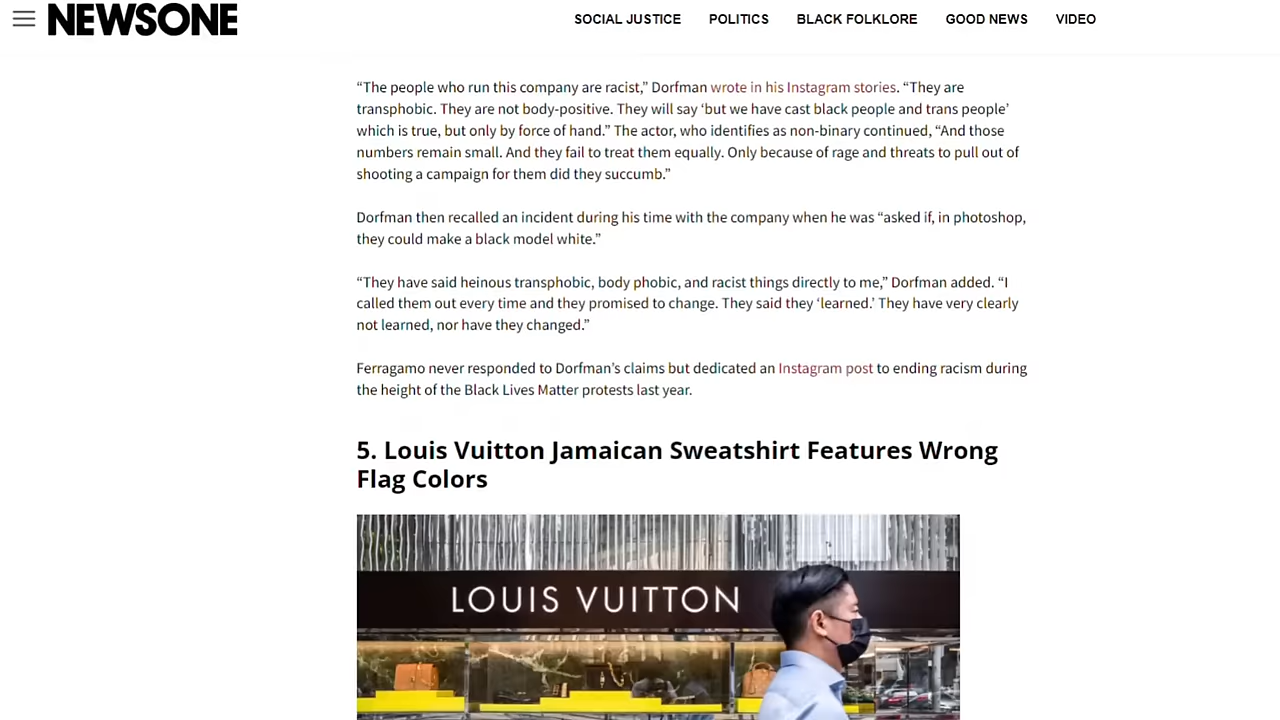 NEWSONE
SOCIAL JUSTICE POLITICS BLACK FOLKLORE GOOD NEWS VIDEO
“The people who run this company are racist,” Dorfman wrote in his Instagram stories. “They are
transphobic. They are not body-positive. They will say ‘but we have cast black people and trans people’
which is true, but only by force of hand.” The actor, who identifies as non-binary continued, “And those
numbers remain small. And they fail to treat them equally. Only because of rage and threats to pull out of
shooting a campaign for them did they succumb.”
Dorfman then recalled an incident during his time with the company when he was “asked if, in photoshop,
they could make a black model white.”
“They have said heinous transphobic, body phobic, and racist things directly to me,” Dorfman added. “I
called them out every time and they promised to change. They said they ‘learned.’ They have very clearly
not learned, nor have they changed.”
Ferragamo never responded to Dorfman’s claims but dedicated an Instagram post to ending racism during
the height of the Black Lives Matter protests last year.
5. Louis Vuitton Jamaican Sweatshirt Features Wrong
Flag Colors
LOUIS VUITTON